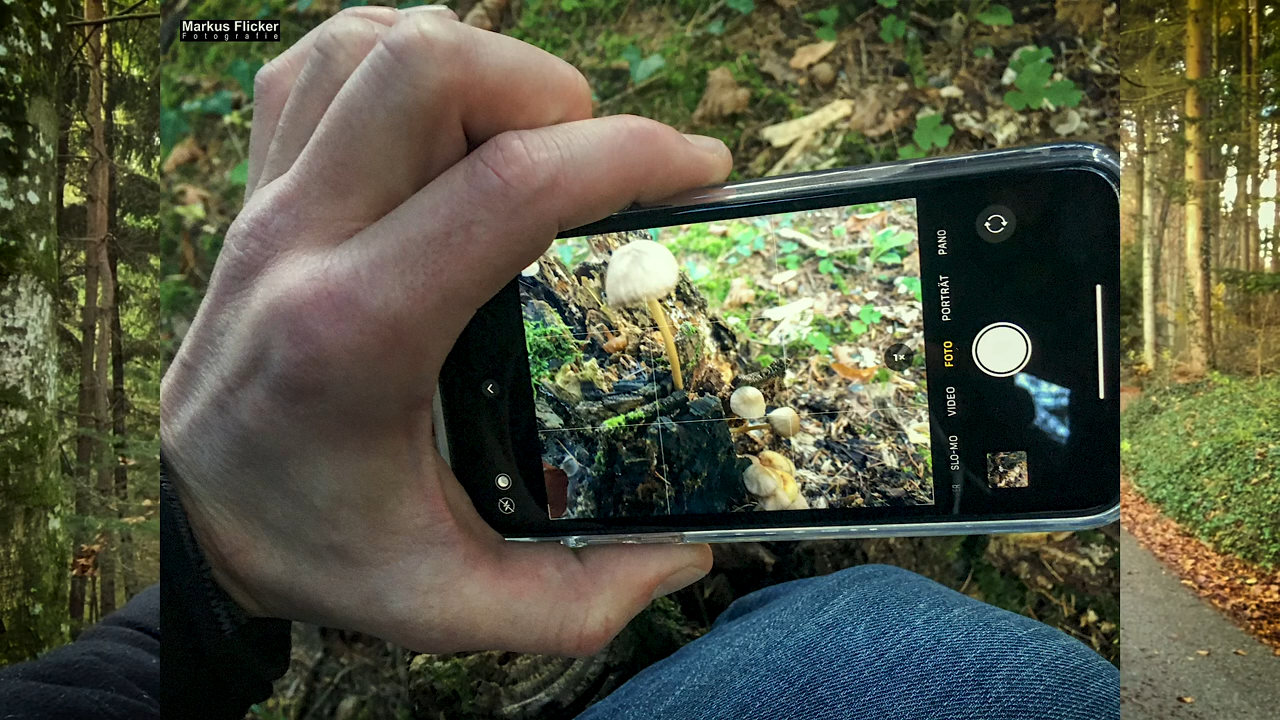 Markus Flicker
Fotografie
PANO
PORTRÄT
FOTO
VIDEO
SLO-MO
1×